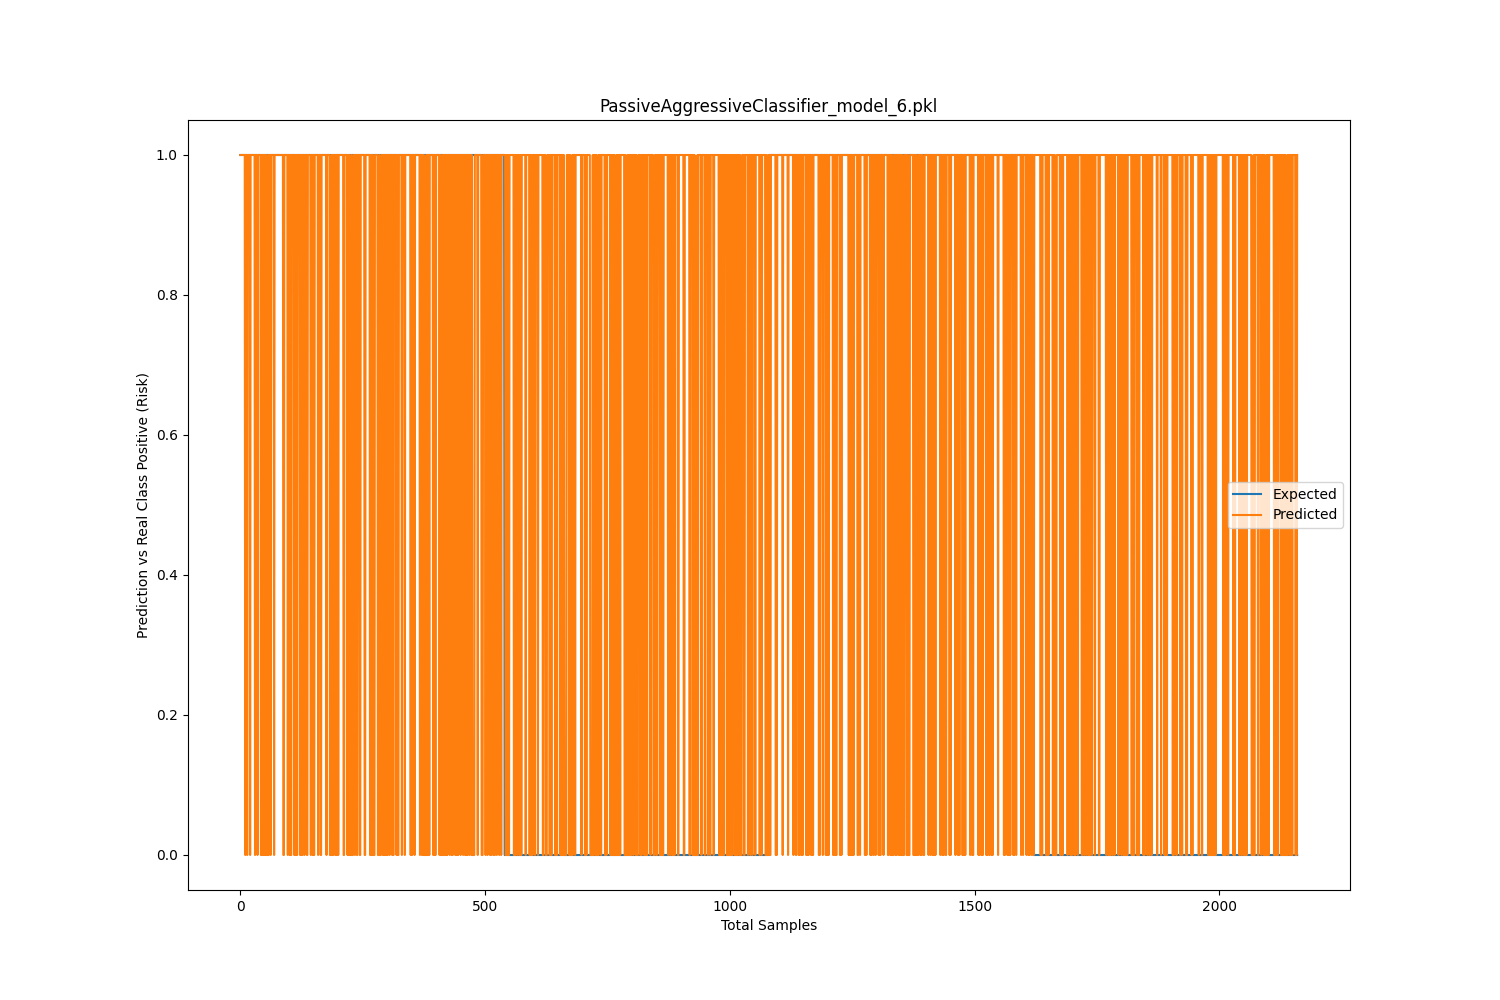 PassiveAggressiveClassifier_model_6.pkl
1.0
0.8
0.6
0.4
0.2
0.0
Prediction vs Real Class Positive (Risk)
Expected
Predicted
0
500
1000
1500
2000
Total Samples